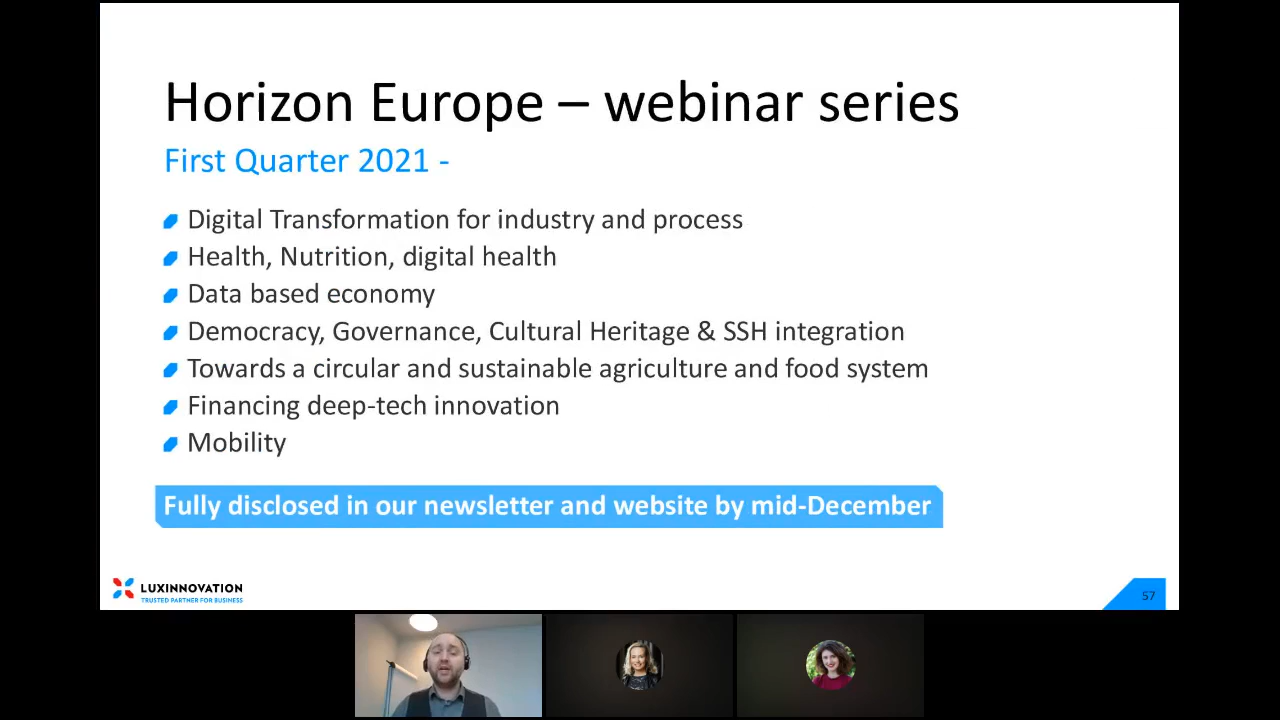 Horizon Europe – webinar series
First Quarter 2021 -
Digital Transformation for industry and process
Health, Nutrition, digital health
Data based economy
Democracy, Governance, Cultural Heritage & SSH integration
Towards a circular and sustainable agriculture and food system
Financing deep-tech innovation
Mobility
Fully disclosed in our newsletter and website by mid-December
LUXINNOVATION
TRUSTED PARTNER FOR BUSINESS
57